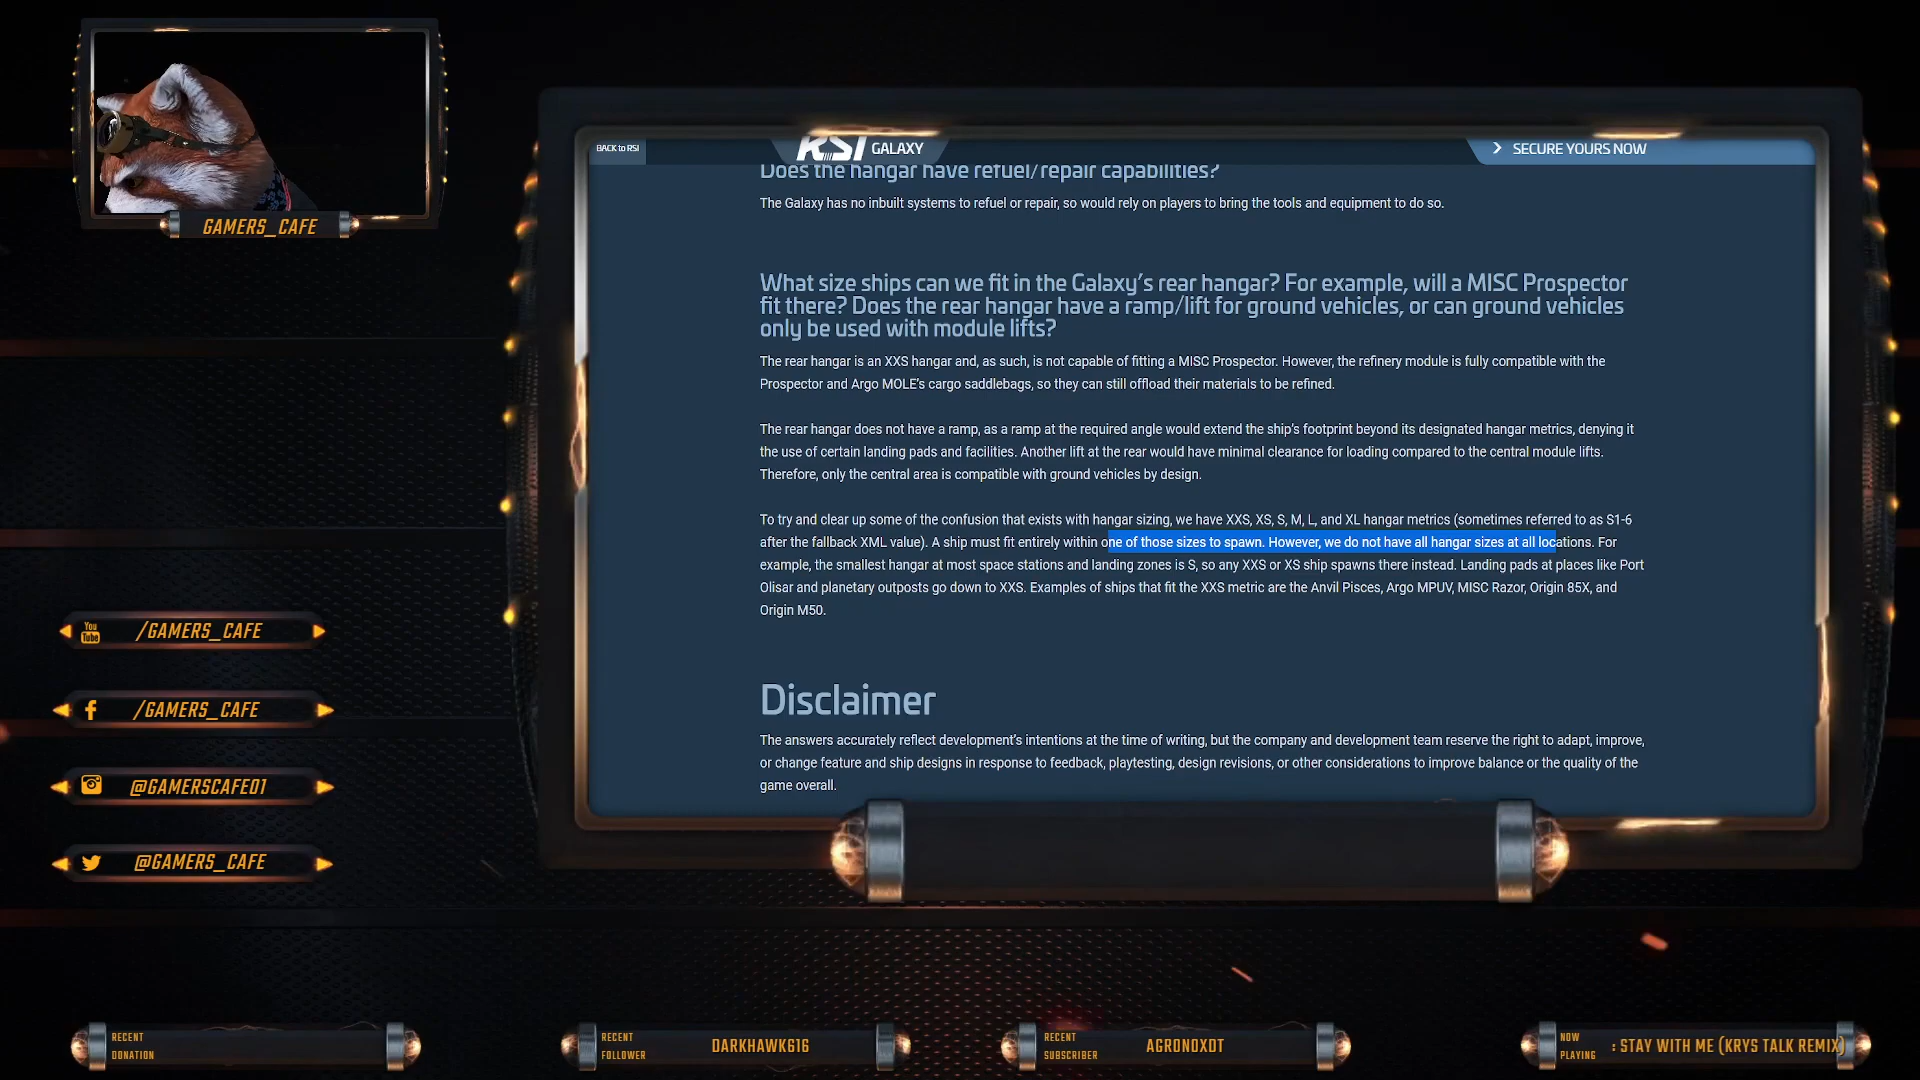 GAMERS_CAFE
BACK to RSI
RSI GALAXY
SECURE YOURS NOW
Does the hangar have refuel/repair capabilities?
The Galaxy has no inbuilt systems to refuel or repair, so would rely on players to bring the tools and equipment to do so.
What size ships can we fit in the Galaxy’s rear hangar? For example, will a MISC Prospector
fit there? Does the rear hangar have a ramp/lift for ground vehicles, or can ground vehicles
only be used with module lifts?
The rear hangar is an XXS hangar and, as such, is not capable of fitting a MISC Prospector. However, the refinery module is fully compatible with the
Prospector and Argo MOLE’s cargo saddlebags, so they can still offload their materials to be refined.
The rear hangar does not have a ramp, as a ramp at the required angle would extend the ship’s footprint beyond its designated hangar metrics, denying it
the use of certain landing pads and facilities. Another lift at the rear would have minimal clearance for loading compared to the central module lifts.
Therefore, only the central area is compatible with ground vehicles by design.
To try and clear up some of the confusion that exists with hangar sizing, we have XXS, XS, S, M, L, and XL hangar metrics (sometimes referred to as S1-6
after the fallback XML value). A ship must fit entirely within one of those sizes to spawn. However, we do not have all hangar sizes at all locations. For
example, the smallest hangar at most space stations and landing zones is S, so any XXS or XS ship spawns there instead. Landing pads at places like Port
Olisar and planetary outposts go down to XXS. Examples of ships that fit the XXS metric are the Anvil Pisces, Argo MPUV, MISC Razor, Origin 85X, and
Origin M50.
Disclaimer
The answers accurately reflect development’s intentions at the time of writing, but the company and development team reserve the right to adapt, improve,
or change feature and ship designs in response to feedback, playtesting, design revisions, or other considerations to improve balance or the quality of the
game overall.
You Tube /GAMERS_CAFE
/GAMERS_CAFE
@GAMERSCAFE01
@GAMERS_CAFE
RECENT
DONATION
RECENT
FOLLOWER
DARKHAWK616
RECENT
SUBSCRIBER
AGRONOXDT
NOW
PLAYING
: STAY WITH ME (KRYS TALK REMIX)